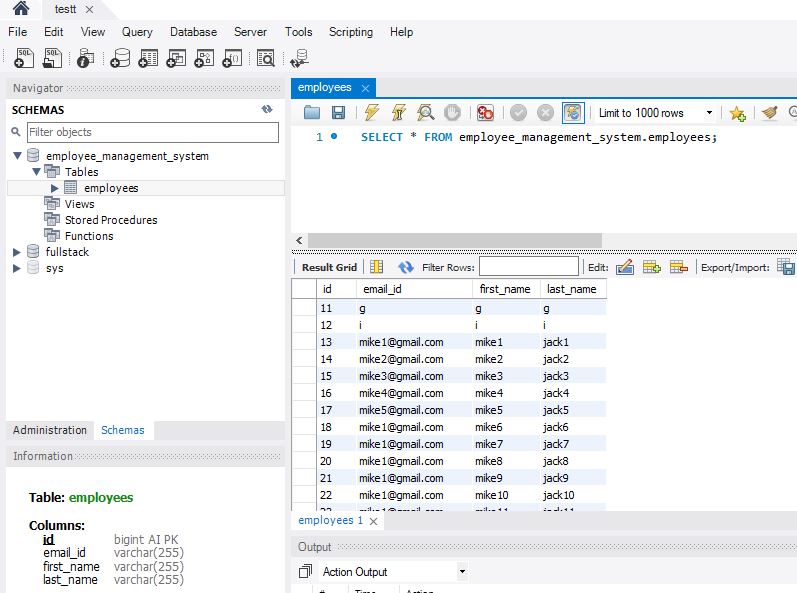 testt
File Edit View Query Database Server Tools Scripting Help
Navigator
SCHEMAS
Filter objects
employee_management_system
Tables
employees
Views
Stored Procedures
Functions
fullstack
sys
Administration Schemas
Information
Table: employees
Columns:
id bigint AI PK
email_id varchar(255)
first_name varchar(255)
last_name varchar(255)
employees
Limit to 1000 rows
1 SELECT * FROM employee_management_system.employees;
Result Grid Filter Rows: Edit: Export/Import:
id email_id first_name last_name
11 g g g
12 i i i
13 mike1@gmail.com mike1 jack1
14 mike2@gmail.com mike2 jack2
15 mike3@gmail.com mike3 jack3
16 mike4@gmail.com mike4 jack4
17 mike5@gmail.com mike5 jack5
18 mike1@gmail.com mike6 jack6
19 mike1@gmail.com mike7 jack7
20 mike1@gmail.com mike8 jack8
21 mike1@gmail.com mike9 jack9
22 mike1@gmail.com mike10 jack10
employees 1
Output
Action Output
# Time Action